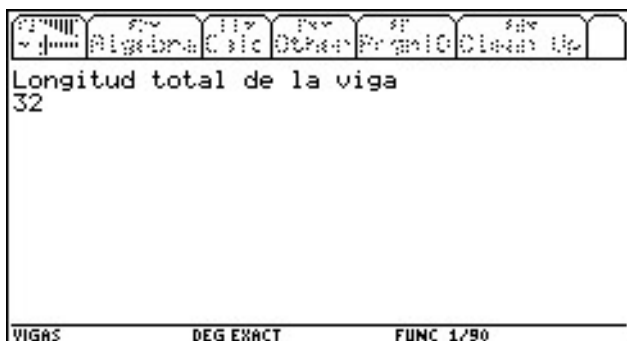 Algebra Calc Other PrgmIO Clean Up
Longitud total de la viga
32
VIGAS DEG EXACT FUNC 1/90